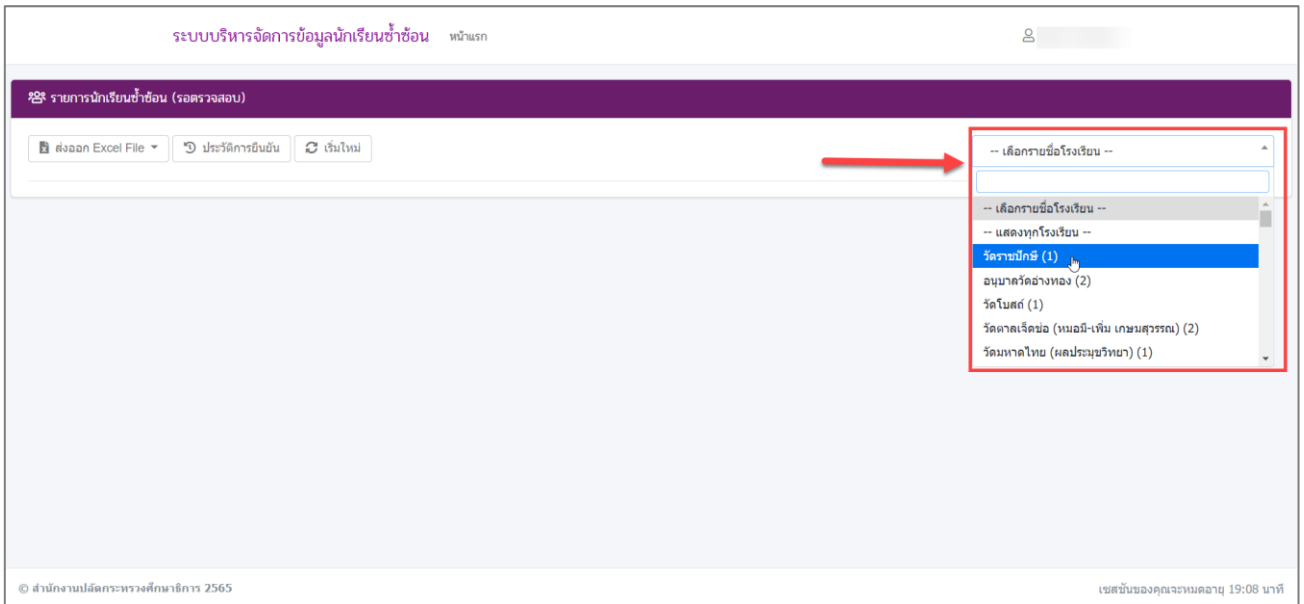 ระบบบริหารจัดการข้อมูลนักเรียนซ้ำซ้อน หน้าแรก
รายการนักเรียนซ้ำซ้อน (รอตรวจสอบ)
ส่งออก Excel File ประวัติการยืนยัน เริ่มใหม่
-- เลือกรายชื่อโรงเรียน --
-- เลือกรายชื่อโรงเรียน --
-- แสดงทุกโรงเรียน --
วัดราชปักษี (1)
อนุบาลวัดอ่างทอง (2)
วัดโบสถ์ (1)
วัดตาลเจ็ดช่อ (หมอมี-เพิ่ม เกษมสุวรรณ) (2)
วัดมหาดไทย (ผลประมุขวิทยา) (1)
© สำนักงานปลัดกระทรวงศึกษาธิการ 2565 เซสชันของคุณจะหมดอายุ 19:08 นาที